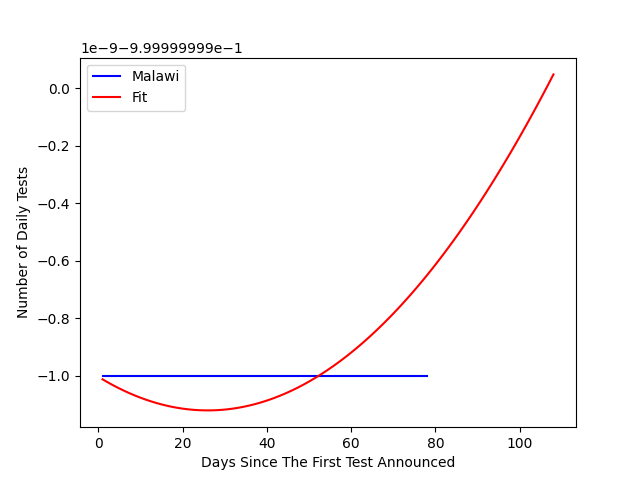 1e−9−9.99999999e−1
Malawi
Fit
0.0
−0.2
−0.4
−0.6
−0.8
−1.0
Number of Daily Tests
0
20
40
60
80
100
Days Since The First Test Announced